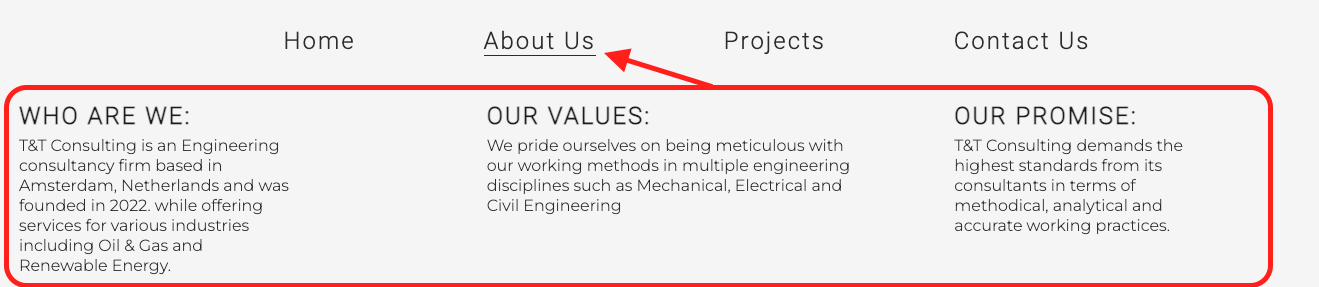 Home
About Us
Projects
Contact Us
WHO ARE WE:
T&T Consulting is an Engineering
consultancy firm based in
Amsterdam, Netherlands and was
founded in 2022. while offering
services for various industries
including Oil & Gas and
Renewable Energy.
OUR VALUES:
We pride ourselves on being meticulous with
our working methods in multiple engineering
disciplines such as Mechanical, Electrical and
Civil Engineering
OUR PROMISE:
T&T Consulting demands the
highest standards from its
consultants in terms of
methodical, analytical and
accurate working practices.